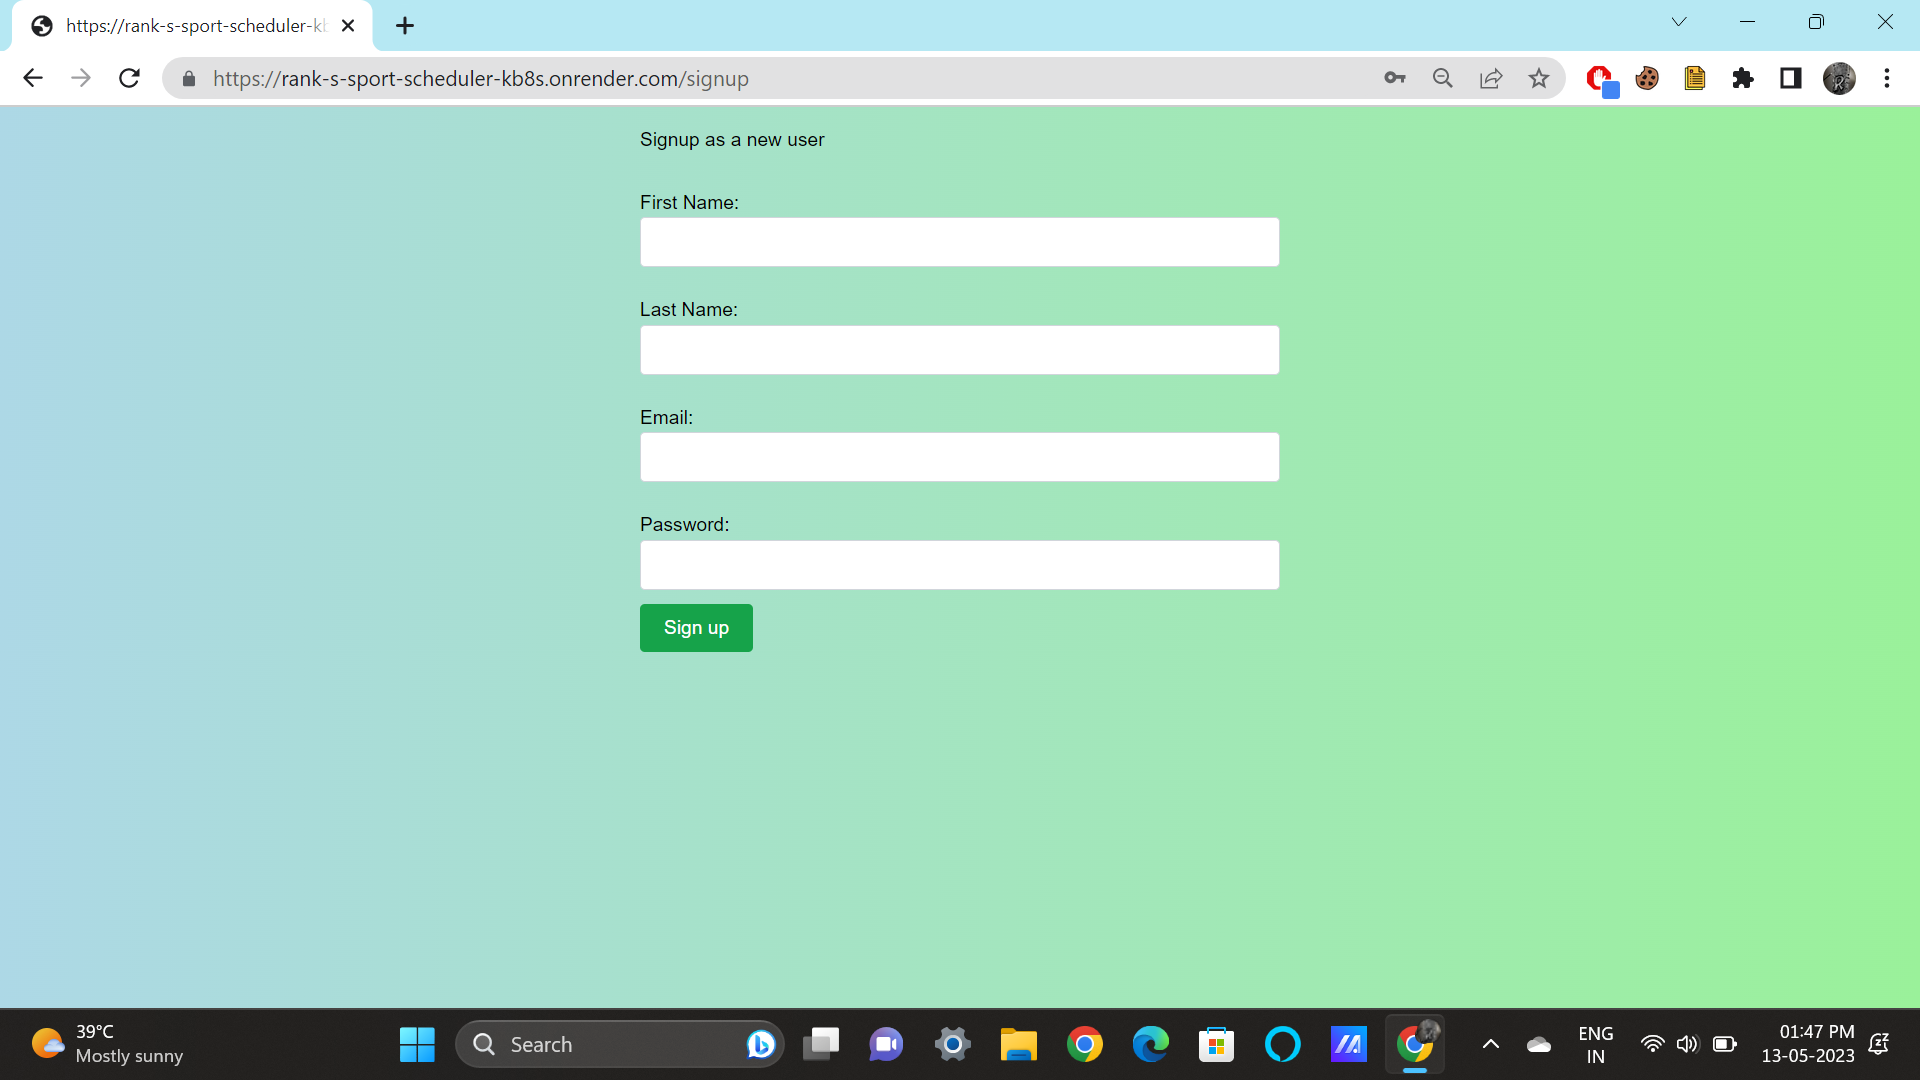 https://rank-s-sport-scheduler-kb
https://rank-s-sport-scheduler-kb8s.onrender.com/signup
Signup as a new user
First Name:
Last Name:
Email:
Password:
Sign up
39°C
Mostly sunny
Search
ENG
IN
01:47 PM
13-05-2023